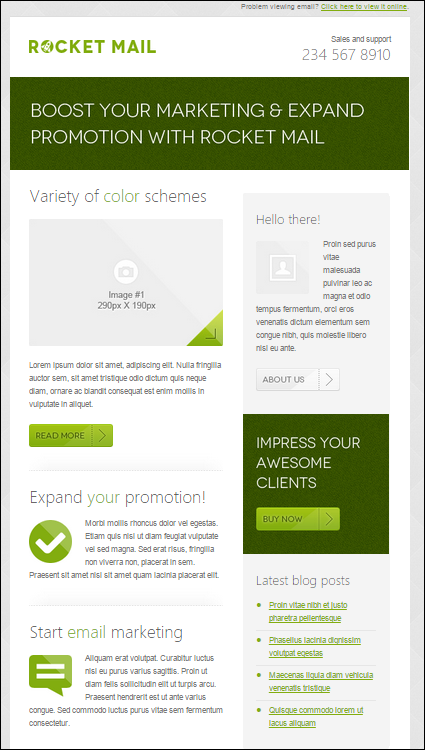 Problem viewing email? Click here to view it online.
ROCKET MAIL
Sales and support
234 567 8910
BOOST YOUR MARKETING & EXPAND
PROMOTION WITH ROCKET MAIL
Variety of color schemes
Image #1
290px X 190px
Lorem ipsum dolor sit amet, adipiscing elit. Nulla fringilla
auctor sem, sit amet tristique odio dictum quis neque
diam, ornare ac blandit consequat est enim mollis in
vulputate in aliquet.
READ MORE
Expand your promotion!
Morbi mollis rhoncus dolor vel egestas.
Etiam quis nisl ut diam feugiat vulputate
vel sed magna. Sed erat risus, fringilla
non viverra non, placerat in sem.
Praesent sit amet nisl sit amet quam lacinia placerat elit.
Start email marketing
Aliquam erat volutpat. Curabitur luctus
nisl eu purus varius sagittis. Proin ut
diam felis sollicitudin elit ut turpis arcu.
Praesent hendrerit est ut ante varius
congue. Sed commodo luctus purus vitae sem fermentum
consectetur.
Hello there!
Proin sed purus
vitae
malesuada
pulvinar leo ac
magna et odio
tempus fermentum, orci eros
venenatis dictum elementum sem
congue nibh, quis molestie libero
nisl eu ante.
ABOUT US
IMPRESS YOUR
AWESOME
CLIENTS
BUY NOW
Latest blog posts
Proin vitae nibh et justo
pharetra pellentesque
Phasellus lacinia dignissim
volutpat egestas
Maecenas ligula diam vehicula
venenatis tristique
Quisque commodo lorem ut
lacus aliquam